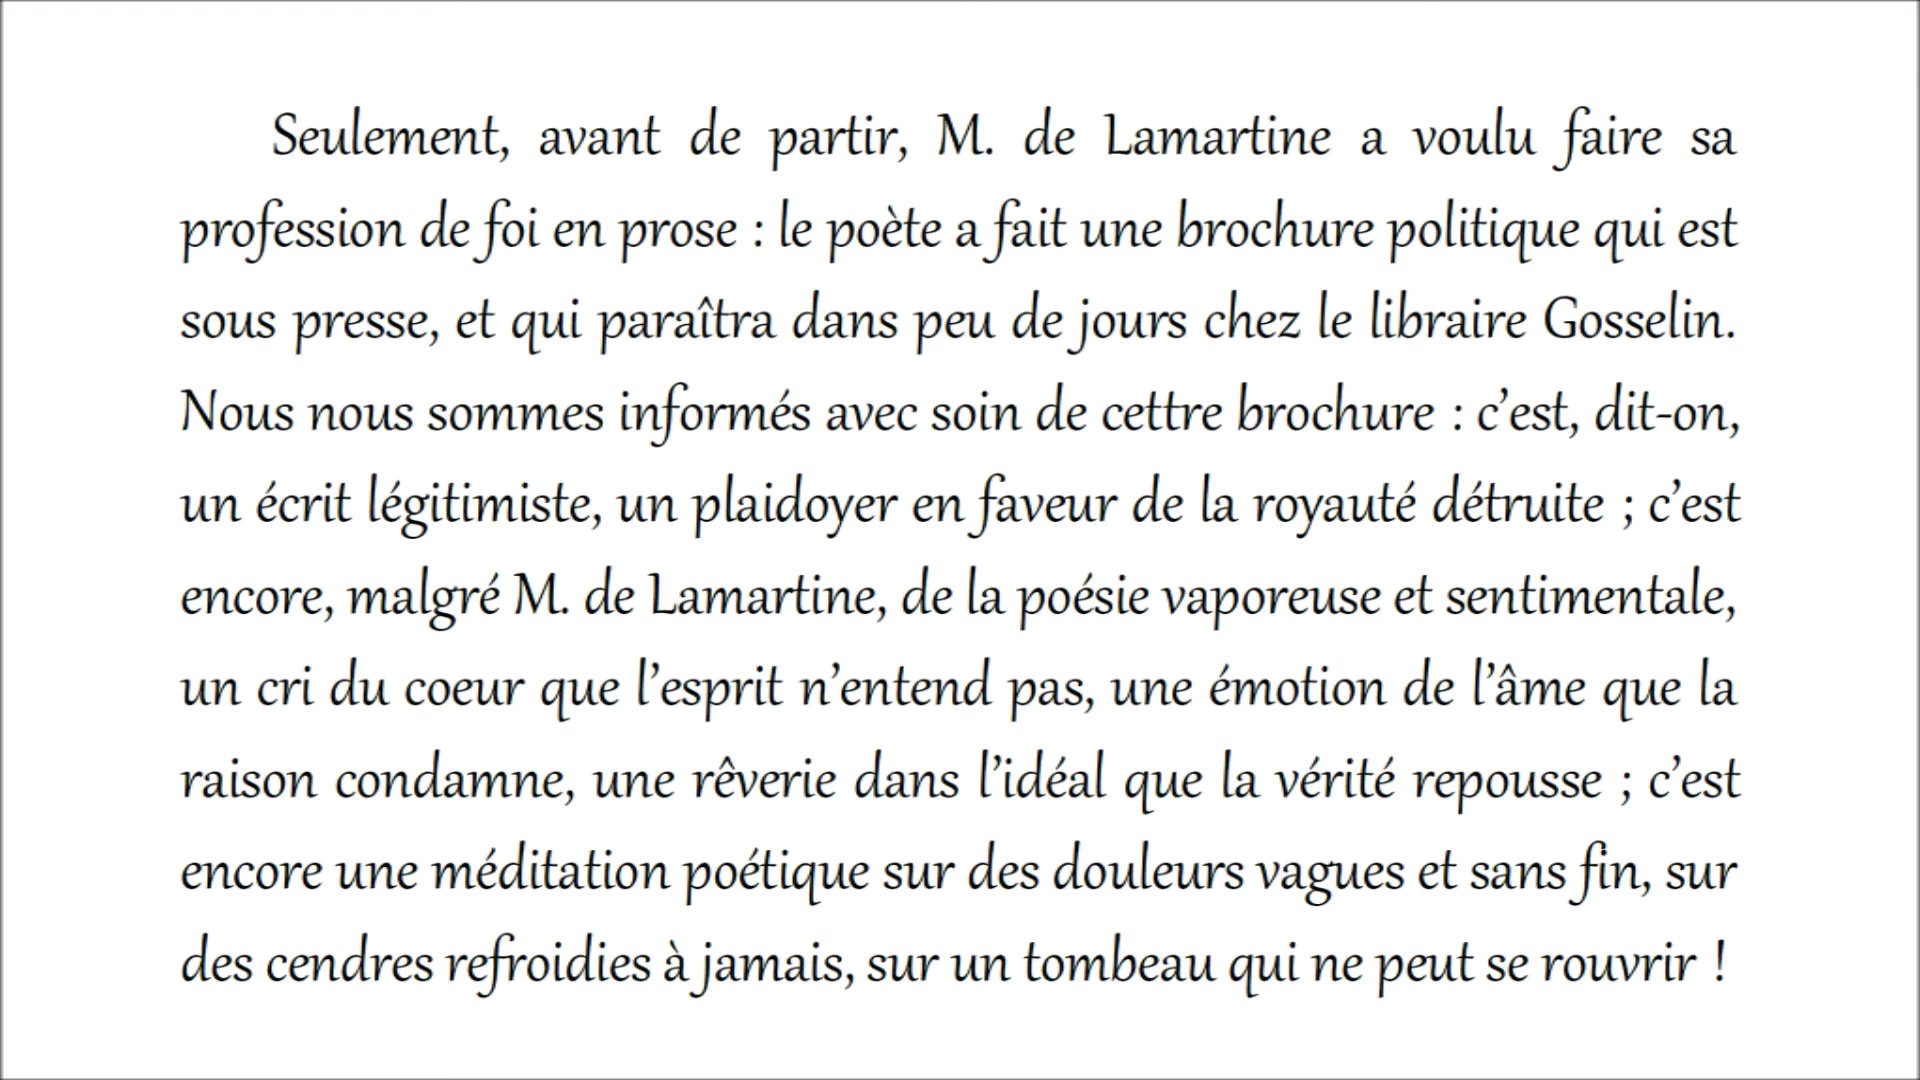 Seulement, avant de partir, M. de Lamartine a voulu faire sa
profession de foi en prose : le poète a fait une brochure politique qui est
sous presse, et qui paraîtra dans peu de jours chez le libraire Gosselin.
Nous nous sommes informés avec soin de cettre brochure : c’est, dit-on,
un écrit légitimiste, un plaidoyer en faveur de la royauté détruite ; c’est
encore, malgré M. de Lamartine, de la poésie vaporeuse et sentimentale,
un cri du coeur que l’esprit n’entend pas, une émotion de l’âme que la
raison condamne, une rêverie dans l’idéal que la vérité repousse ; c’est
encore une méditation poétique sur des douleurs vagues et sans fin, sur
des cendres refroidies à jamais, sur un tombeau qui ne peut se rouvrir !